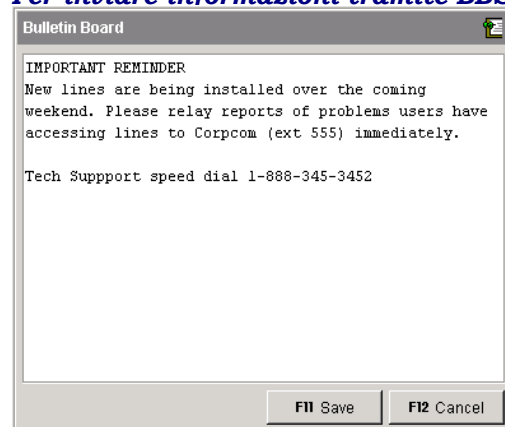 Per inviare informazioni tramite BBS
Bulletin Board
IMPORTANT REMINDER
New lines are being installed over the coming
weekend. Please relay reports of problems users have
accessing lines to Corpcom (ext 555) immediately.
Tech Suppport speed dial 1-888-345-3452
F11 Save
F12 Cancel